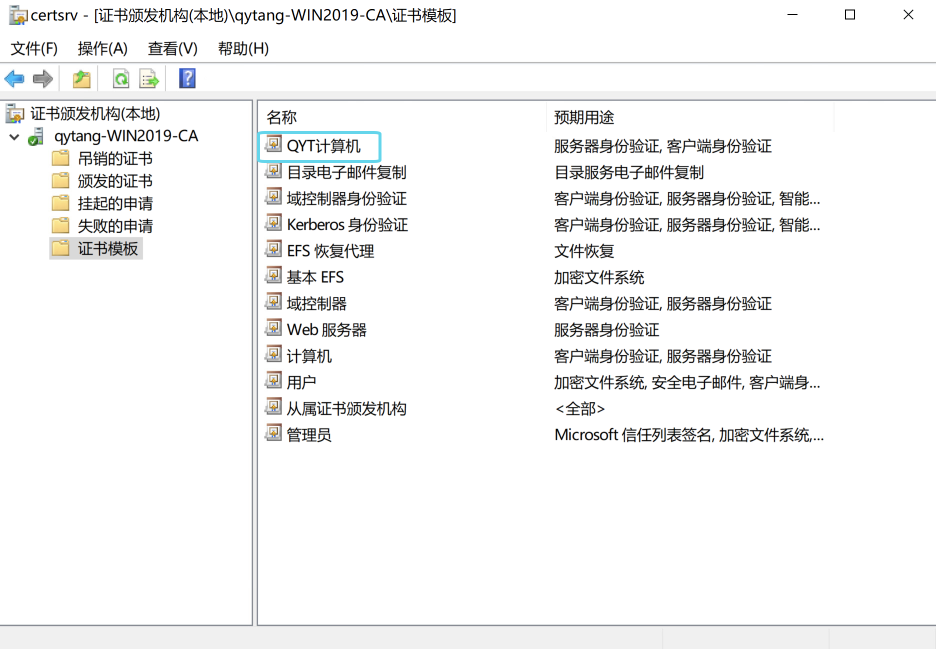 certsrv - [证书颁发机构(本地)\qytang-WIN2019-CA\证书模板]
文件(F) 操作(A) 查看(V) 帮助(H)
证书颁发机构(本地)
qytang-WIN2019-CA
吊销的证书
颁发的证书
挂起的申请
失败的申请
证书模板
名称 预期用途
QYT计算机 服务器身份验证, 客户端身份验证
目录电子邮件复制 目录服务电子邮件复制
域控制器身份验证 客户端身份验证, 服务器身份验证, 智能...
Kerberos 身份验证 客户端身份验证, 服务器身份验证, 智能...
EFS 恢复代理 文件恢复
基本 EFS 加密文件系统
域控制器 客户端身份验证, 服务器身份验证
Web 服务器 服务器身份验证
计算机 客户端身份验证, 服务器身份验证
用户 加密文件系统, 安全电子邮件, 客户端身...
从属证书颁发机构 <全部>
管理员 Microsoft 信任列表签名, 加密文件系统,...